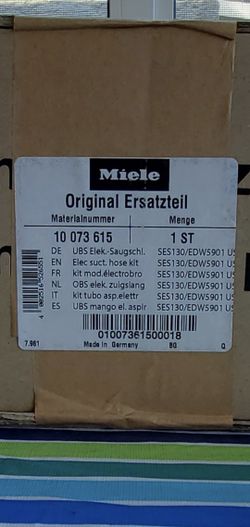 Miele
Original Ersatzteil
Materialnummer Menge
10 073 615 1 ST
DE UBS Elek.-Saugschl. SES130/EDW5901 US
EN Elec suct. hose kit SES130/EDW5901 US
FR kit mod.électrobro SES130/EDW5901 US
NL OBS elek. zuigslang SES130/EDW5901 US
IT kit tubo asp.elettr SES130/EDW5901 US
ES UBS mango el. aspir SES130/EDW5901 US
01007361500018
7.961 Made in Germany BG Q